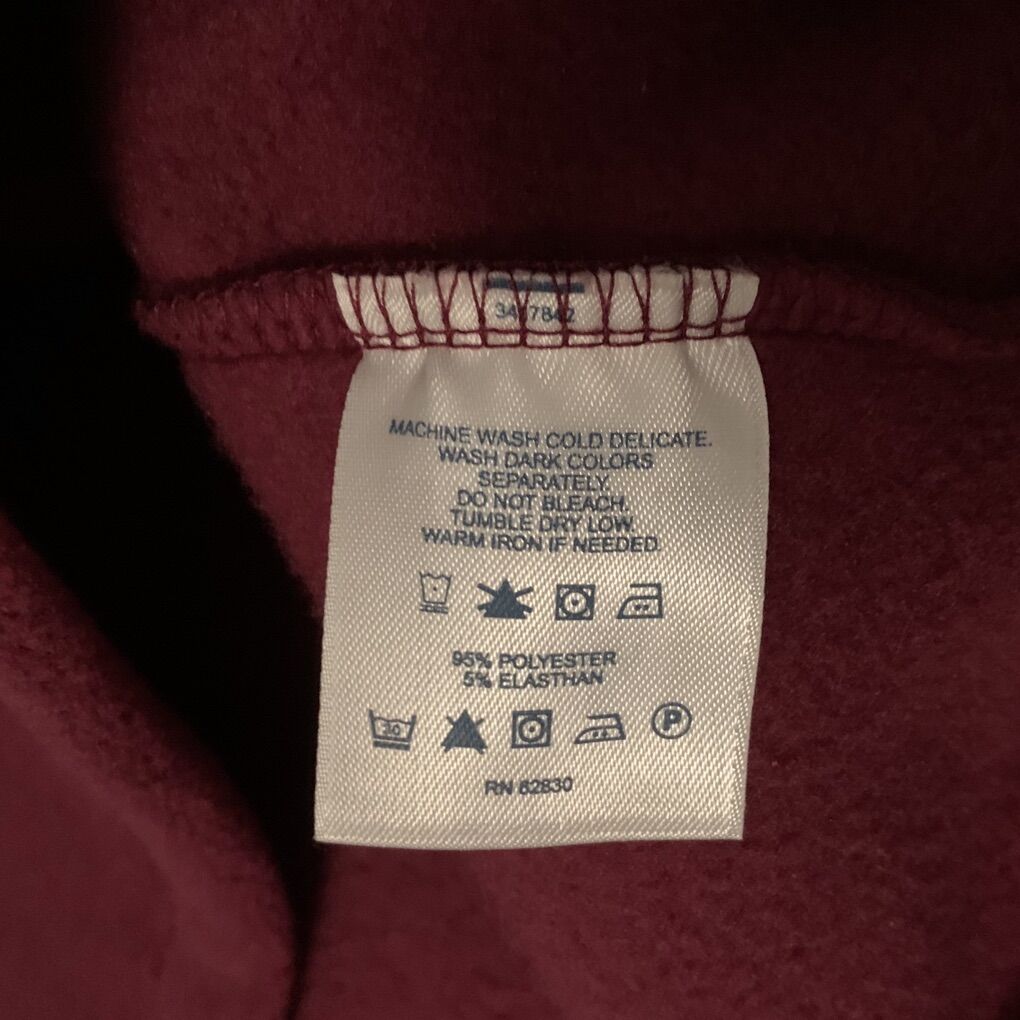 MACHINE WASH COLD DELICATE.
WASH DARK COLORS
SEPARATELY.
DO NOT BLEACH.
TUMBLE DRY LOW.
WARM IRON IF NEEDED.
95% POLYESTER
5% ELASTHAN
30
P
RN 62830